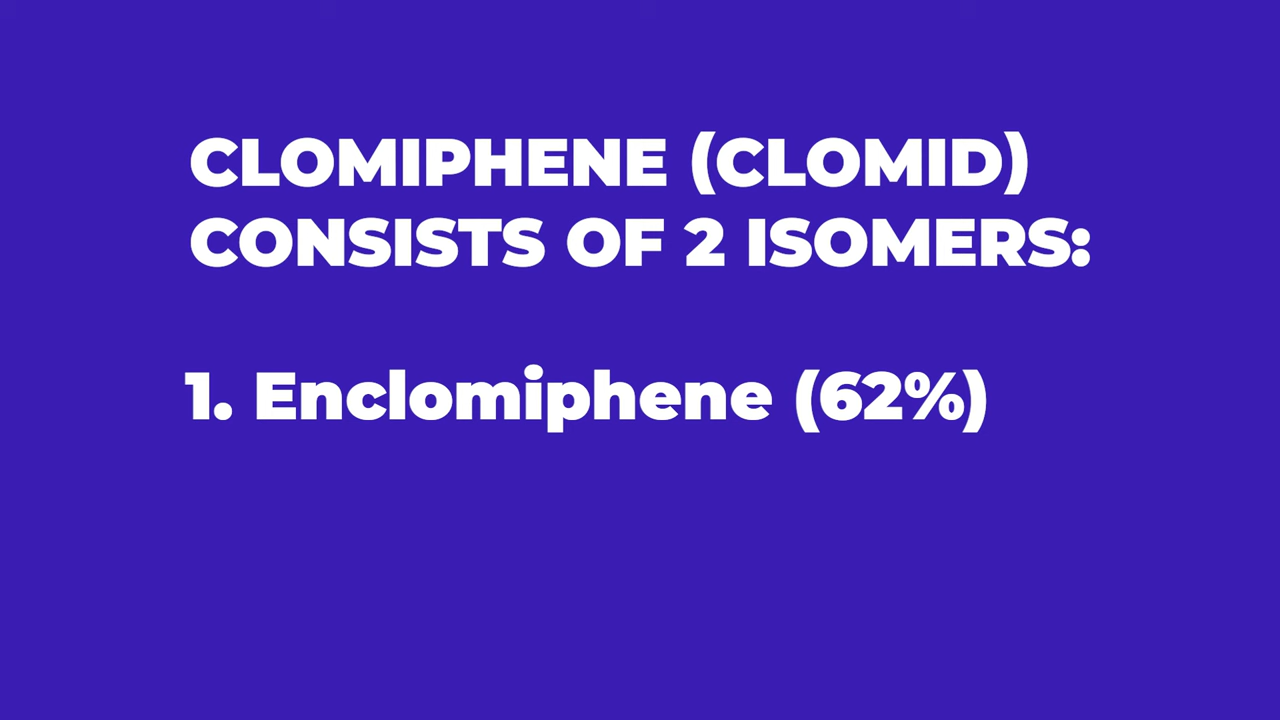 CLOMIPHENE (CLOMID)
CONSISTS OF 2 ISOMERS:
1. Enclomiphene (62%)